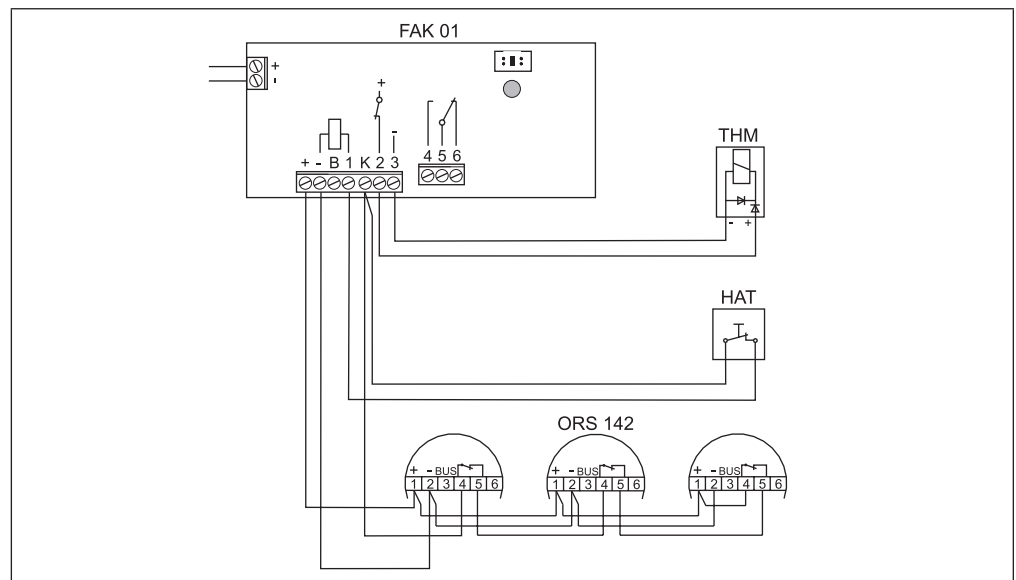 FAK 01
+
-
+
-
+ - B 1 K 2 3
4 5 6
THM
- +
HAT
ORS 142
+ - BUS
1 2 3 4 5 6
+ - BUS
1 2 3 4 5 6
+ - BUS
1 2 3 4 5 6